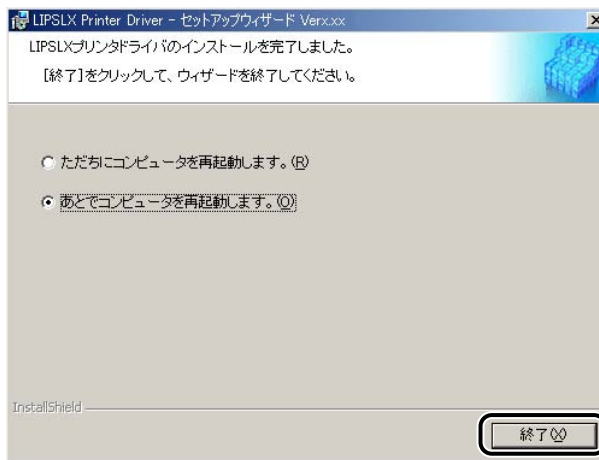 LIPSLX Printer Driver - セットアップウィザード Verx.xx
LIPSLXプリンタドライバのインストールを完了しました。
［終了］をクリックして、ウィザードを終了してください。
ただちにコンピュータを再起動します。(R)
あとでコンピュータを再起動します。(O)
InstallShield
終了(X)